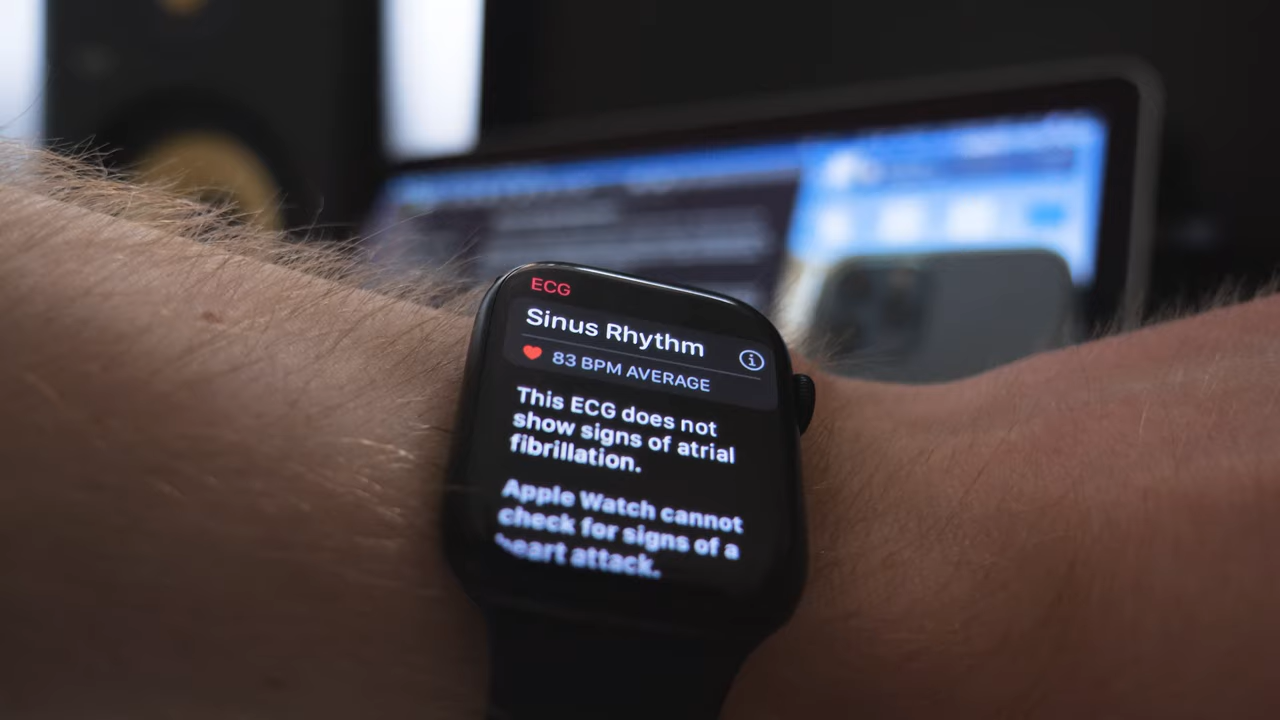 ECG
Sinus Rhythm
83 BPM AVERAGE
This ECG does not
show signs of atrial
fibrillation.
Apple Watch cannot
check for signs of a
heart attack.